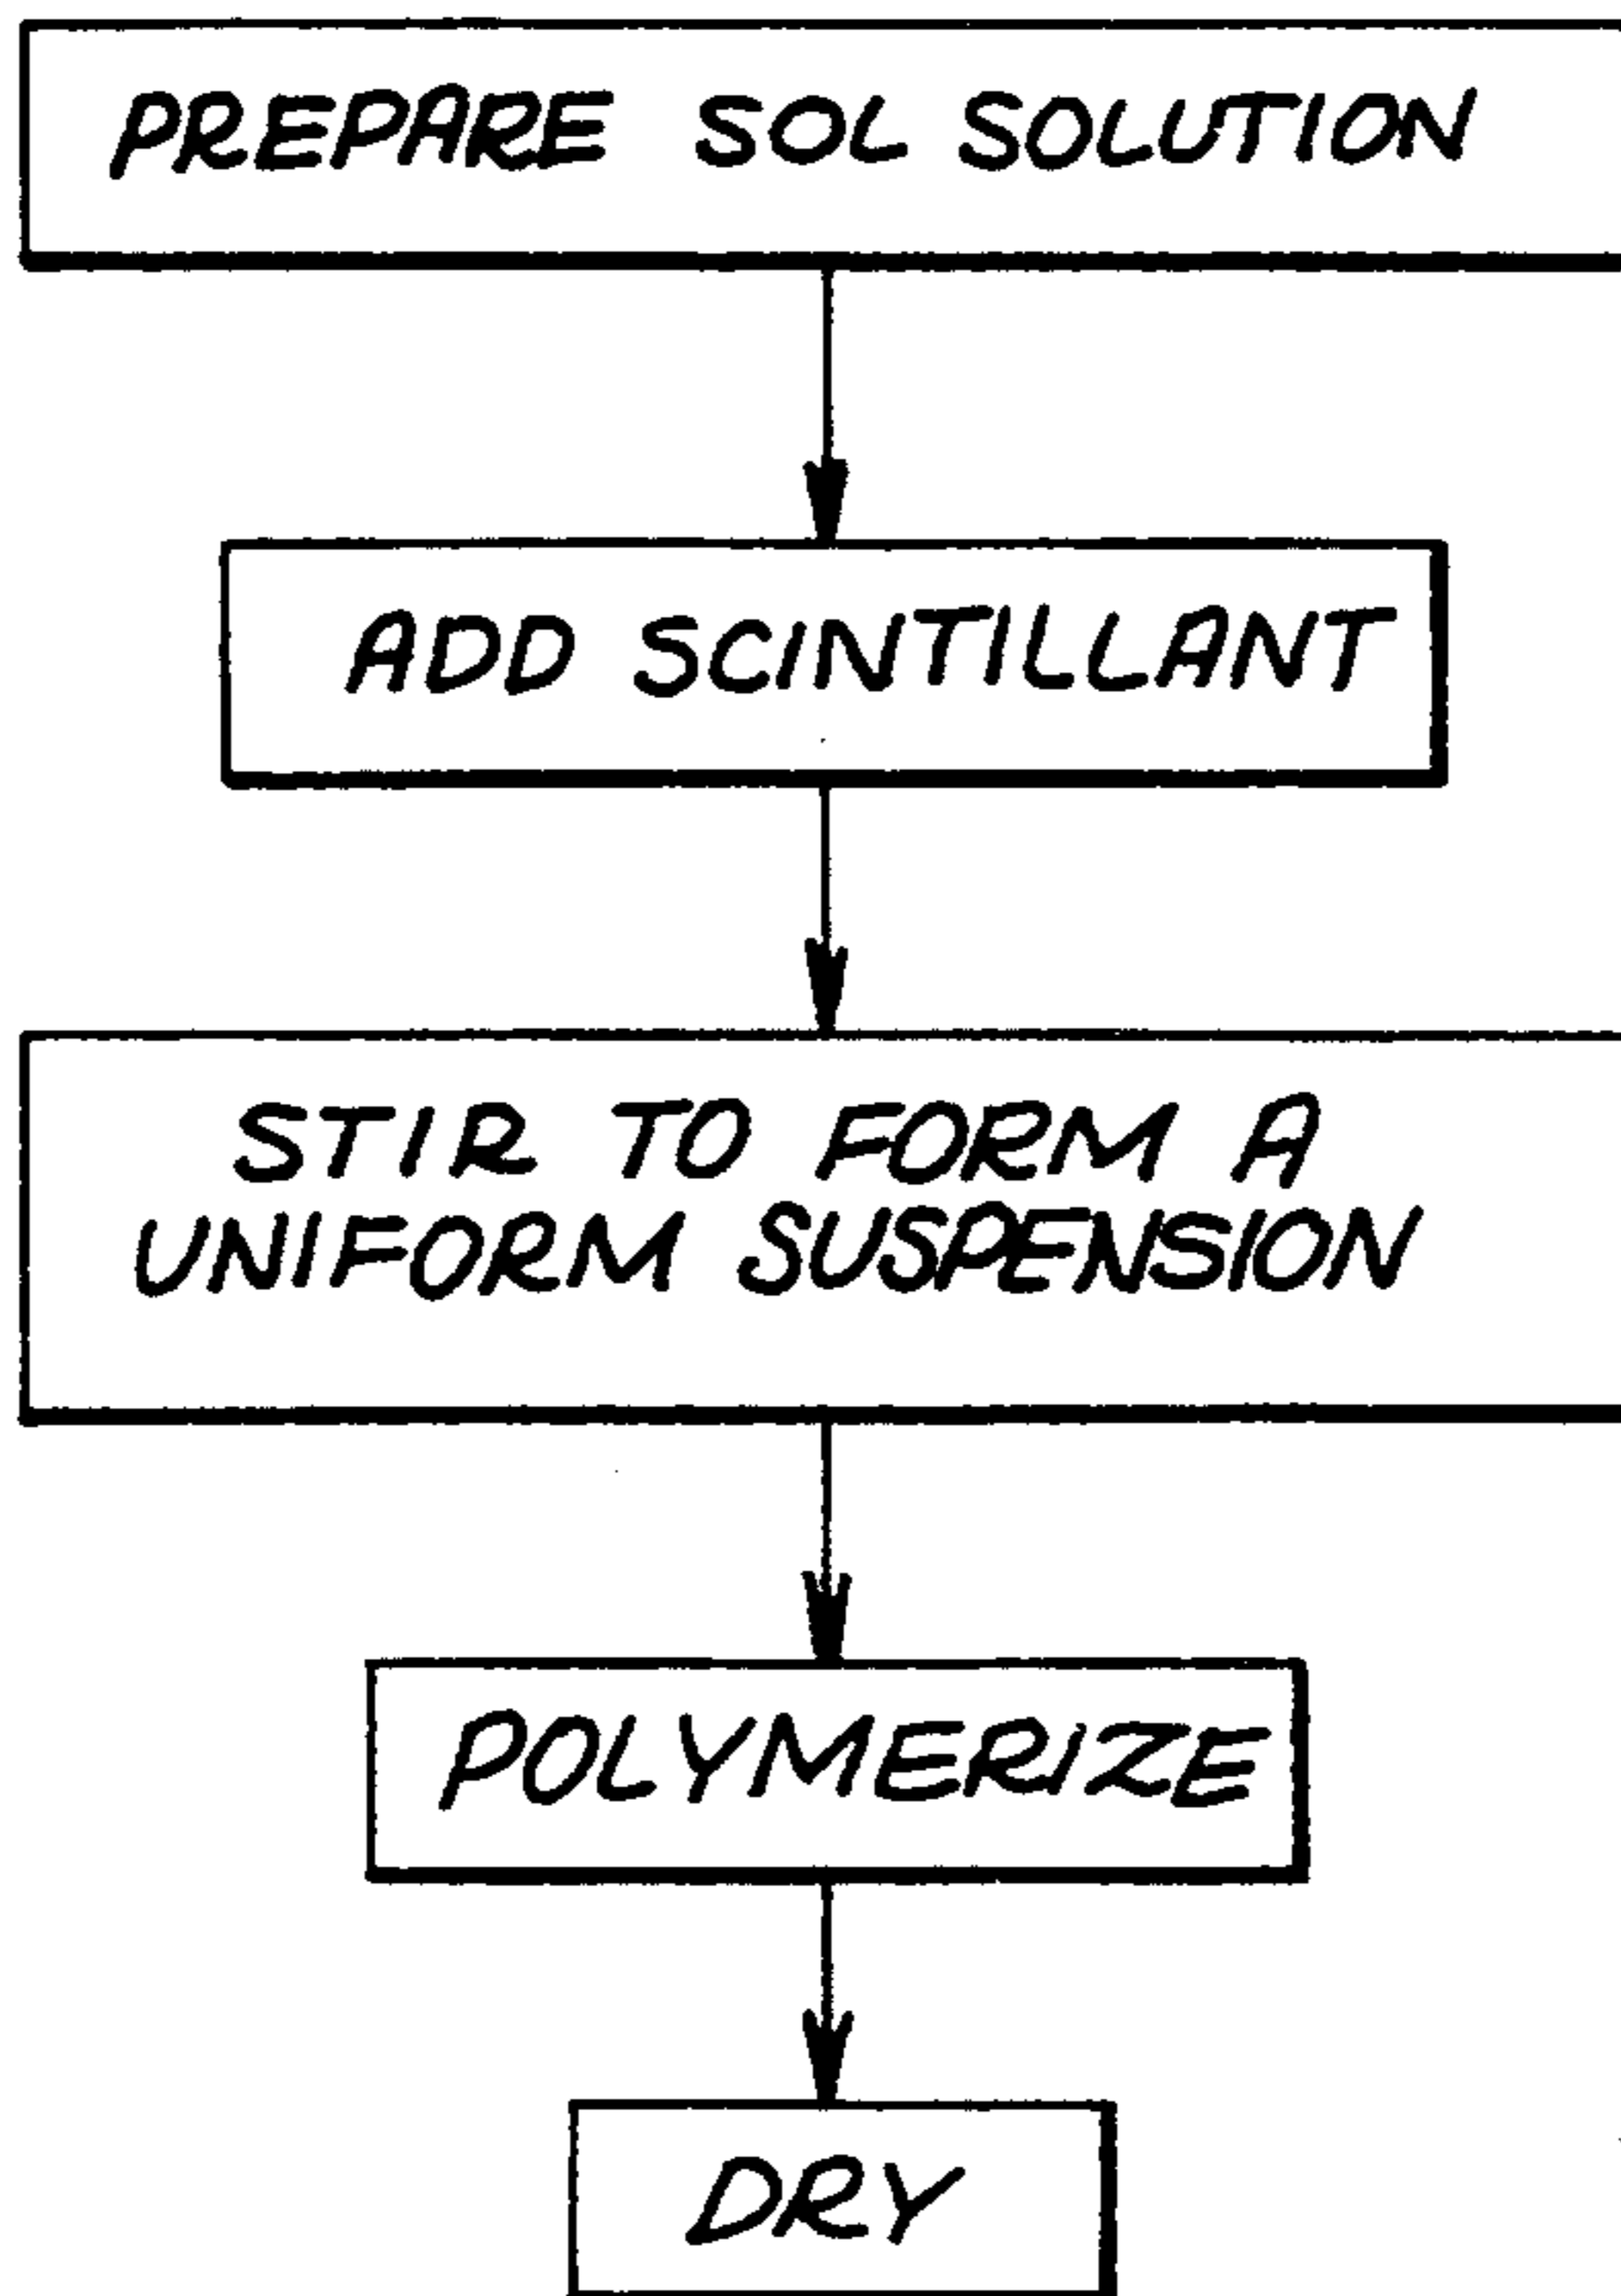 PREPARE SOL SOLUTION
ADD SCINTILLANT
STIR TO FORM A
UNIFORM SUSPENSION
POLYMERIZE
DRY